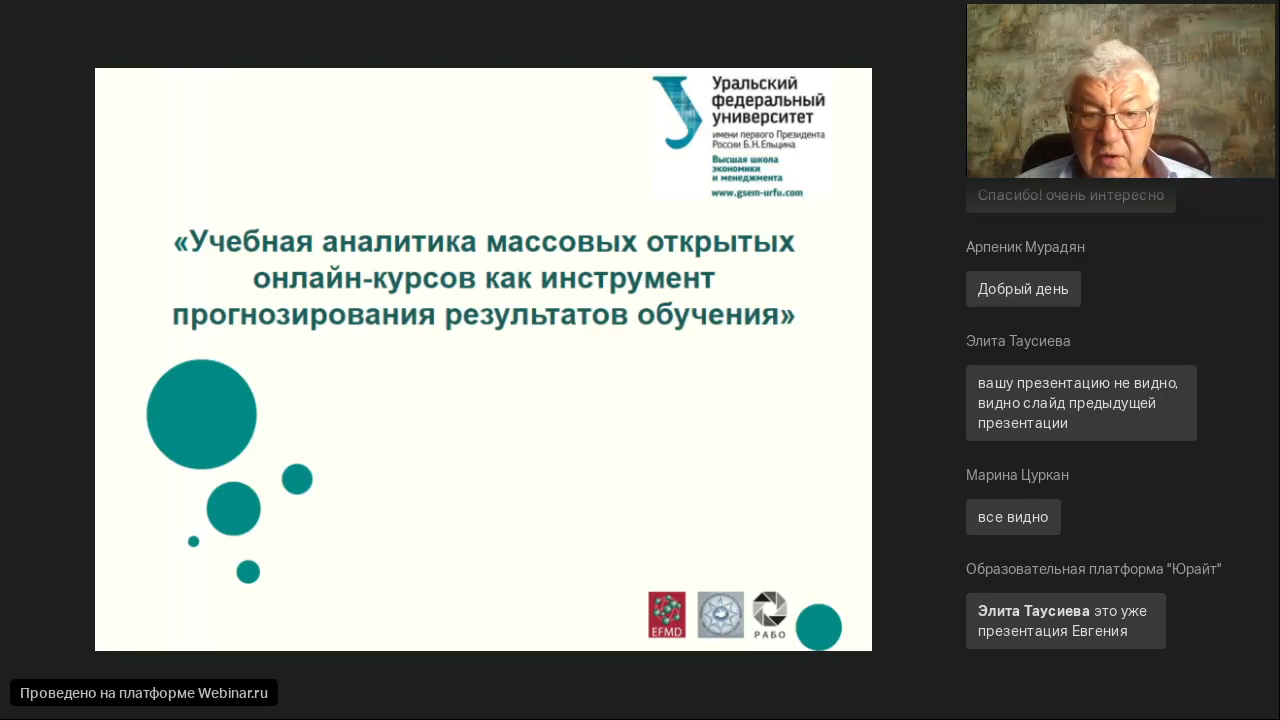 Уральский
федеральный
университет
имени первого Президента
России Б.Н.Ельцина
Высшая школа
экономики
и менеджмента
www.gsem-urfu.com
«Учебная аналитика массовых открытых
онлайн-курсов как инструмент
прогнозирования результатов обучения»
EFMD
РАБО
Проведено на платформе Webinar.ru
Спасибо! очень интересно
Арпеник Мурадян
Добрый день
Элита Таусиева
вашу презентацию не видно,
видно слайд предыдущей
презентации
Марина Цуркан
все видно
Образовательная платформа "Юрайт"
Элита Таусиева это уже
презентация Евгения